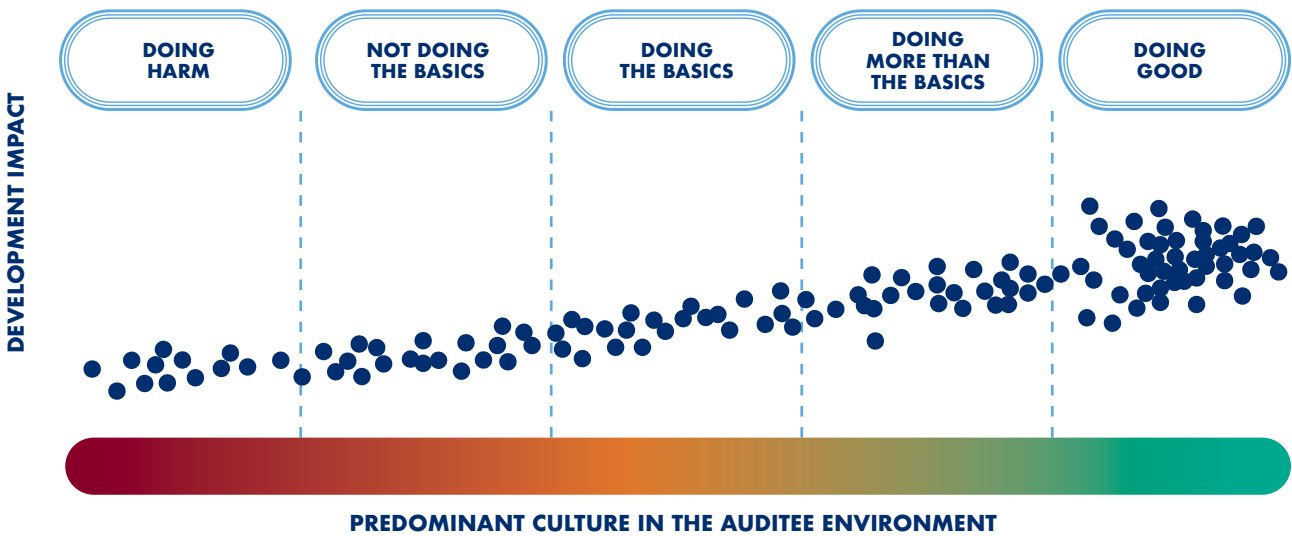 DOING
HARM
NOT DOING
THE BASICS
DOING
THE BASICS
DOING
MORE THAN
THE BASICS
DOING
GOOD
DEVELOPMENT IMPACT
PREDOMINANT CULTURE IN THE AUDITEE ENVIRONMENT